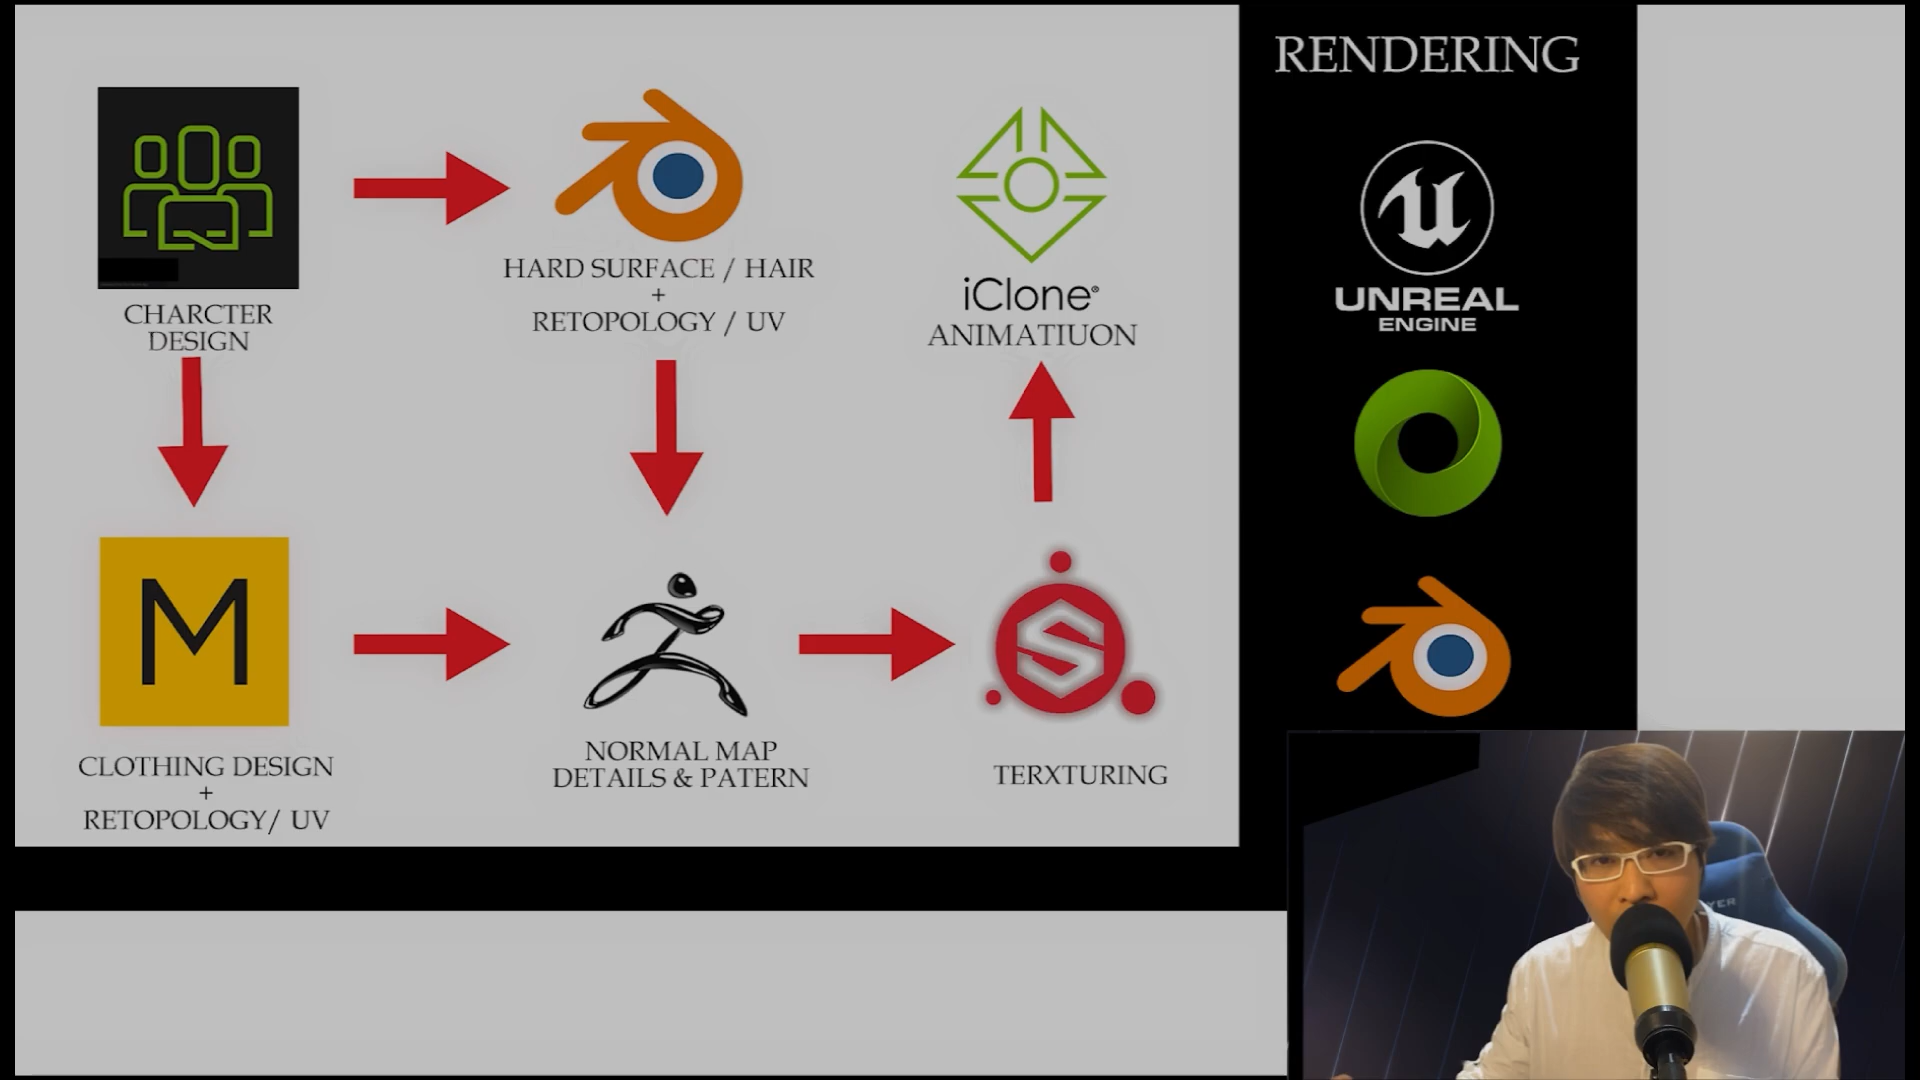 RENDERING
CHARCTER
DESIGN
HARD SURFACE / HAIR
+
RETOPOLOGY / UV
iClone®
ANIMATIUON
UNREAL
ENGINE
M
CLOTHING DESIGN
+
RETOPOLOGY/ UV
NORMAL MAP
DETAILS & PATERN
S
TERXTURING
YER